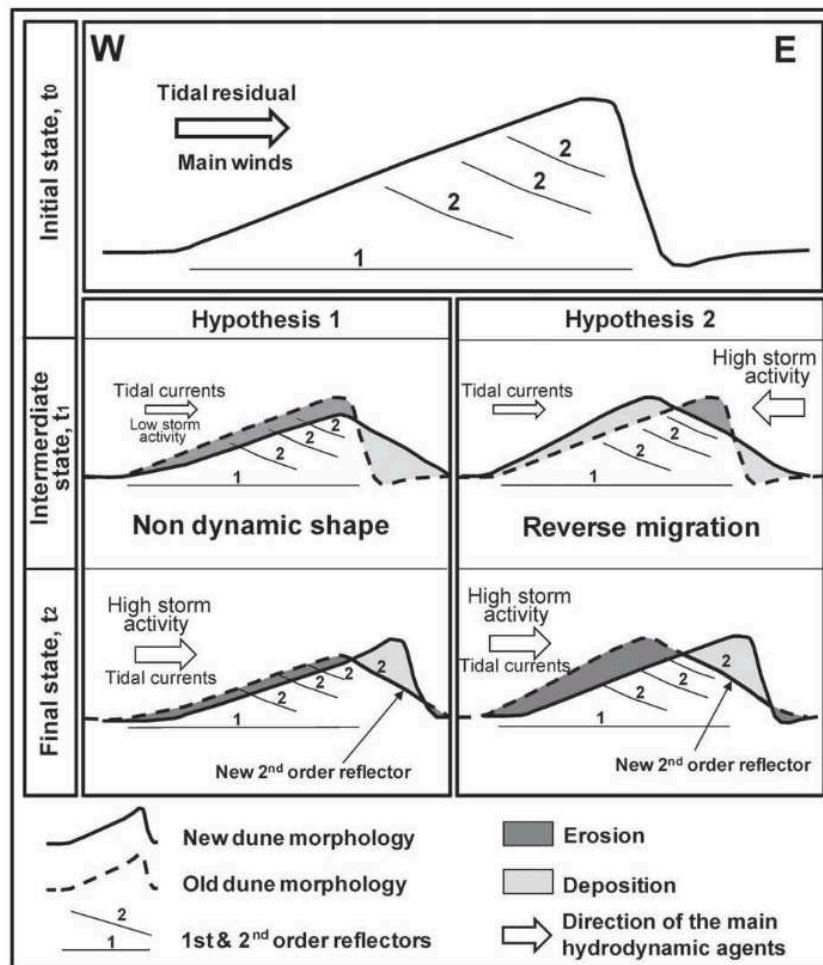 Initial state, t0
W
E
Tidal residual
Main winds
2
2
2
1
Hypothesis 1
Hypothesis 2
Intermerdiate
state, t1
Tidal currents
Low storm
activity
2
2
2
1
Non dynamic shape
High storm
activity
Tidal currents
2
2
2
1
Reverse migration
Final state, t2
High storm
activity
Tidal currents
2
2
2
2
1
New 2nd order reflector
High storm
activity
Tidal currents
2
2
2
2
1
New 2nd order reflector
New dune morphology
Old dune morphology
2
1
1st & 2nd order reflectors
Erosion
Deposition
Direction of the main
hydrodynamic agents